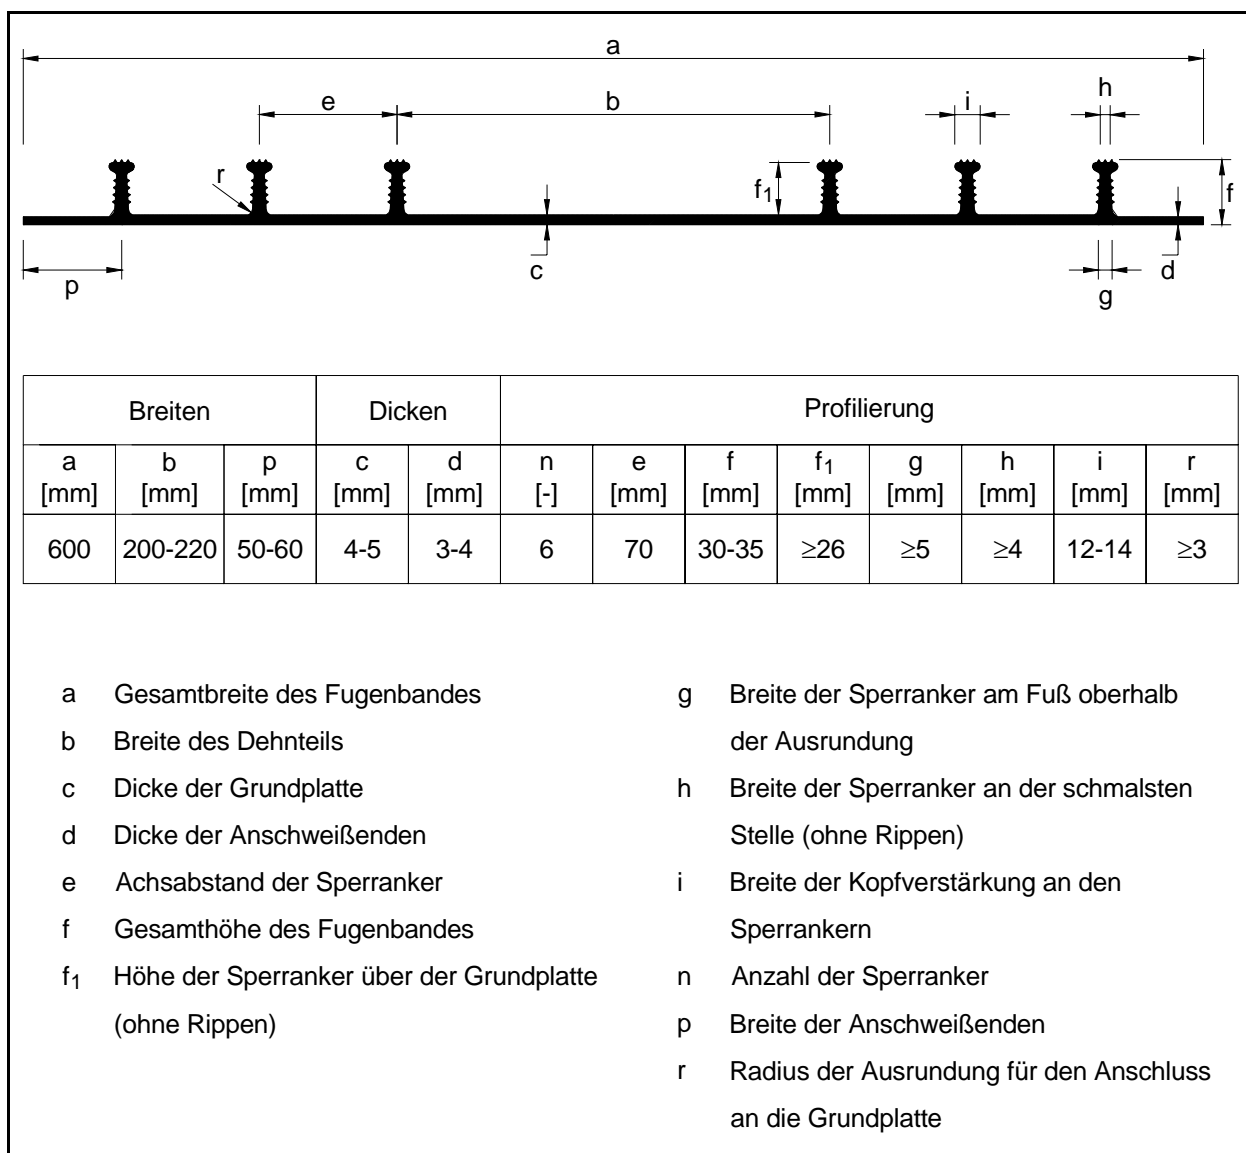 a
e
b
i
h
r
f1
f
p
c
g
d
Breiten Dicken Profilierung
a b p c d n e f f1 g h i r
[mm] [mm] [mm] [mm] [mm] [-] [mm] [mm] [mm] [mm] [mm] [mm] [mm]
600 200-220 50-60 4-5 3-4 6 70 30-35 ≥26 ≥5 ≥4 12-14 ≥3
a Gesamtbreite des Fugenbandes
b Breite des Dehnteils
c Dicke der Grundplatte
d Dicke der Anschweißenden
e Achsabstand der Sperranker
f Gesamthöhe des Fugenbandes
f1 Höhe der Sperranker über der Grundplatte
(ohne Rippen)
g Breite der Sperranker am Fuß oberhalb
der Ausrundung
h Breite der Sperranker an der schmalsten
Stelle (ohne Rippen)
i Breite der Kopfverstärkung an den
Sperrankern
n Anzahl der Sperranker
p Breite der Anschweißenden
r Radius der Ausrundung für den Anschluss
an die Grundplatte